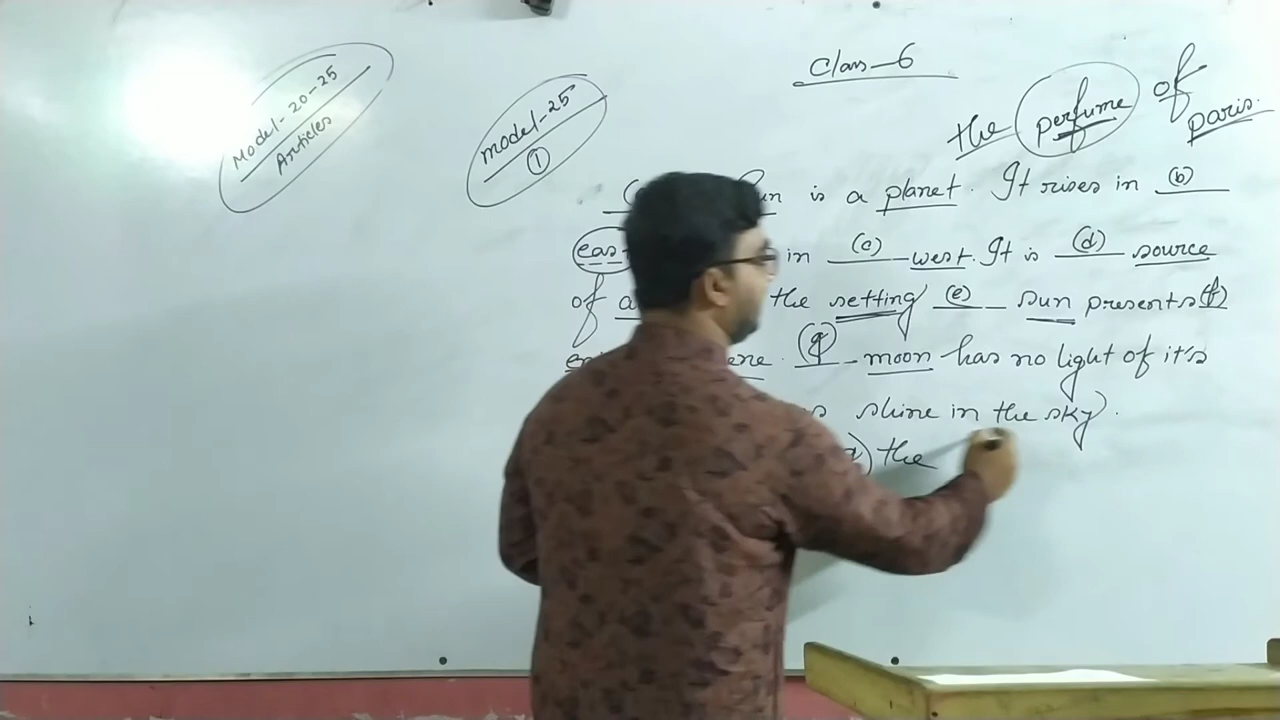 Class-6
Model-20-25
Articles
model-25
①
the perfume of paris.
is a planet. It rises in (b)
in (c) west. It is (d) source
of the setting (e) sun presents (f)
(g) moon has no light of it's
shine in the sky.
the